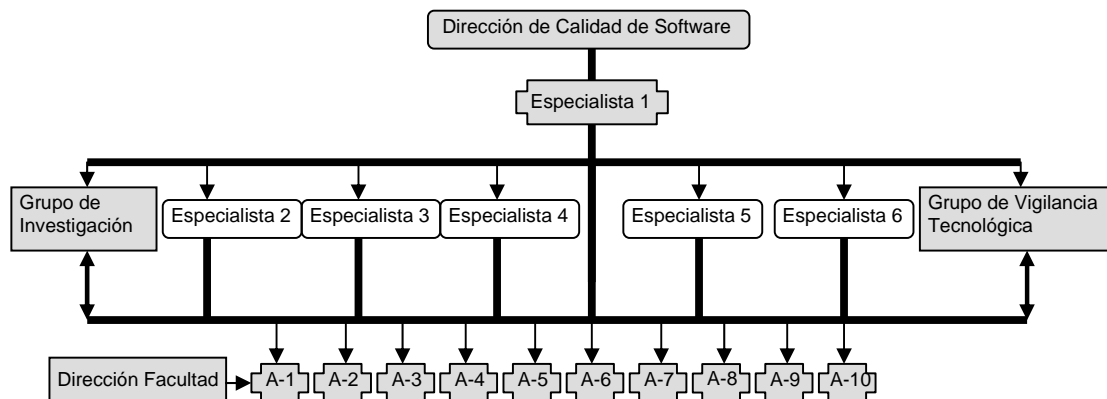 Dirección de Calidad de Software
Especialista 1
Grupo de
Investigación
Especialista 2
Especialista 3
Especialista 4
Especialista 5
Especialista 6
Grupo de Vigilancia
Tecnológica
Dirección Facultad
A-1
A-2
A-3
A-4
A-5
A-6
A-7
A-8
A-9
A-10